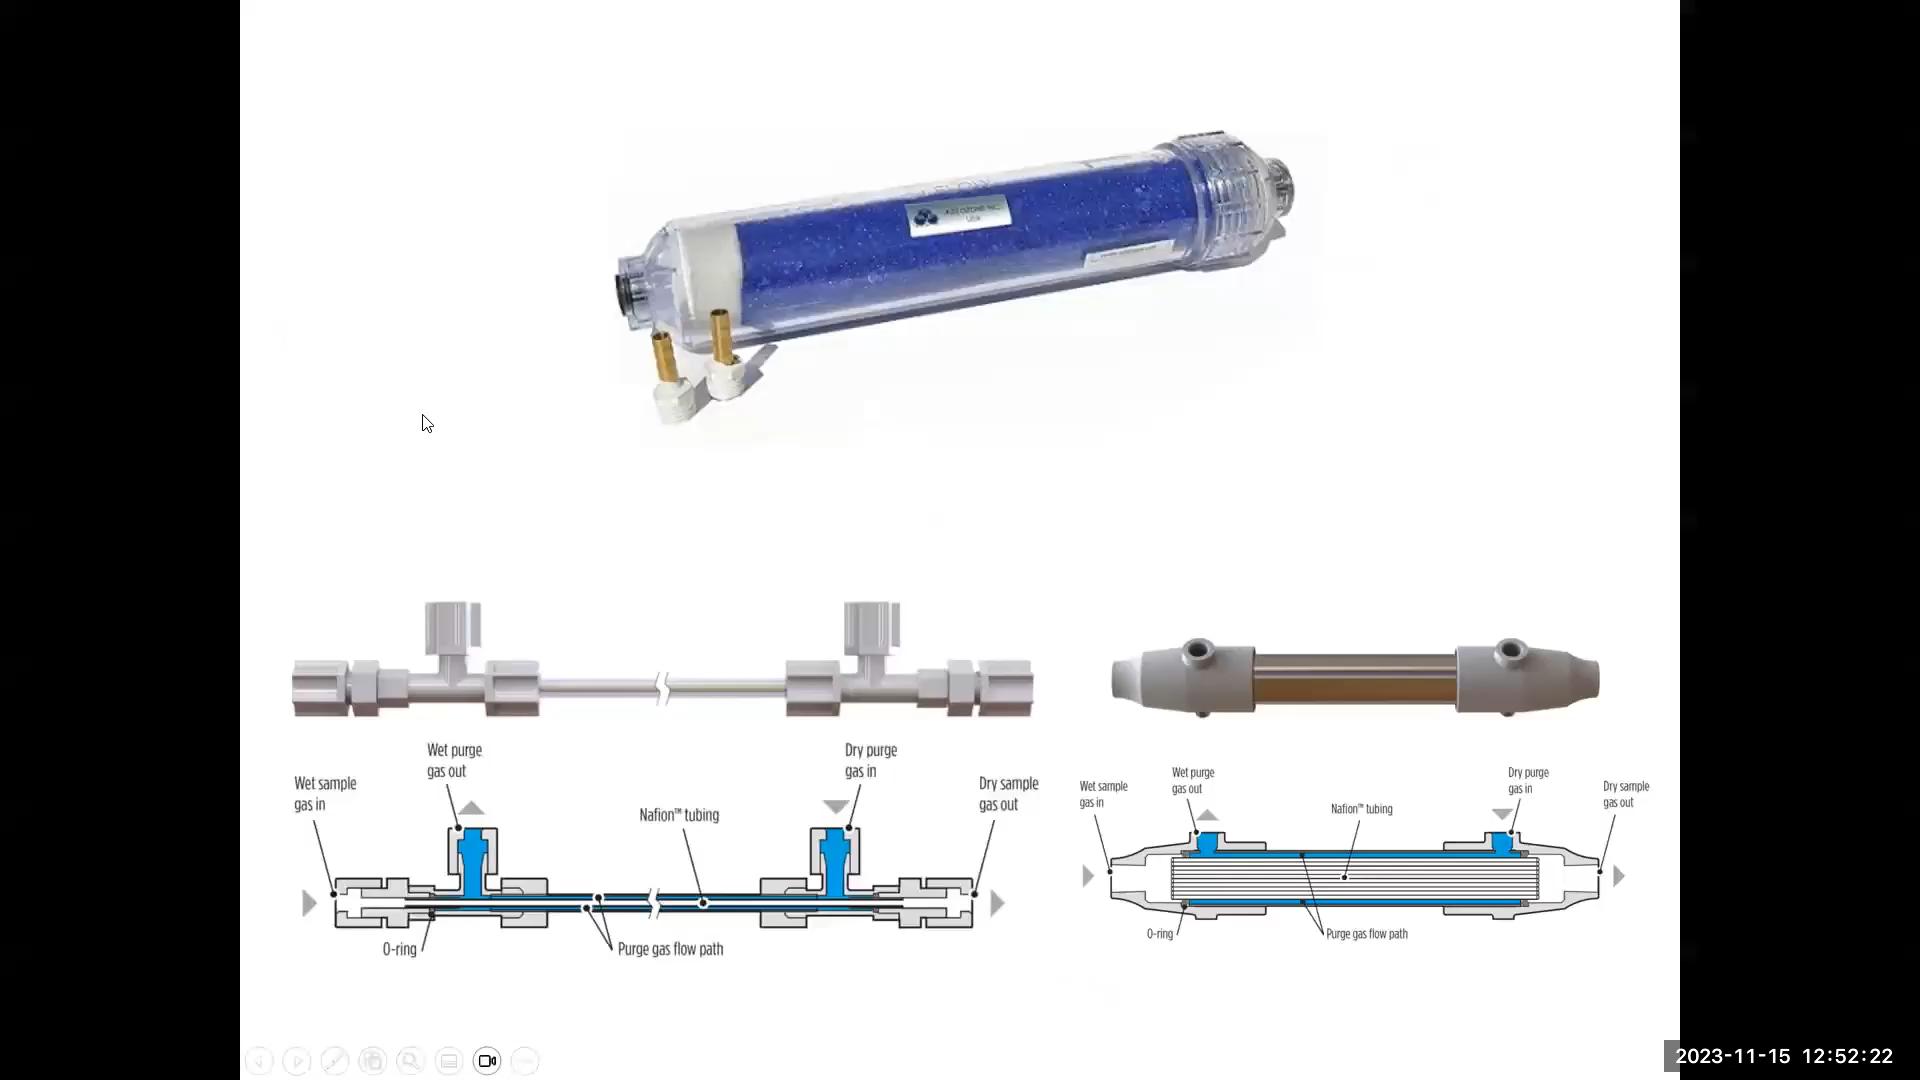 USA
Wet purge
gas out
Dry purge
gas in
Wet sample
gas in
Dry sample
gas out
Nafion™ tubing
O-ring
Purge gas flow path
Wet purge
gas out
Dry purge
gas in
Wet sample
gas in
Dry sample
gas out
Nafion™ tubing
O-ring
Purge gas flow path
2023-11-15 12:52:22